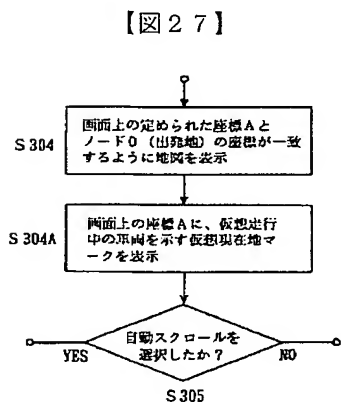 【図２７】
画面上の定められた座標Aと
S 304
ノード0（出発地）の座標が一致
するように地図を表示
画面上の座標Aに、仮想走行
S 304A
中の車両を示す仮想現在地マ
ークを表示
自動スクロールを
選択したか？
YES
NO
S 305